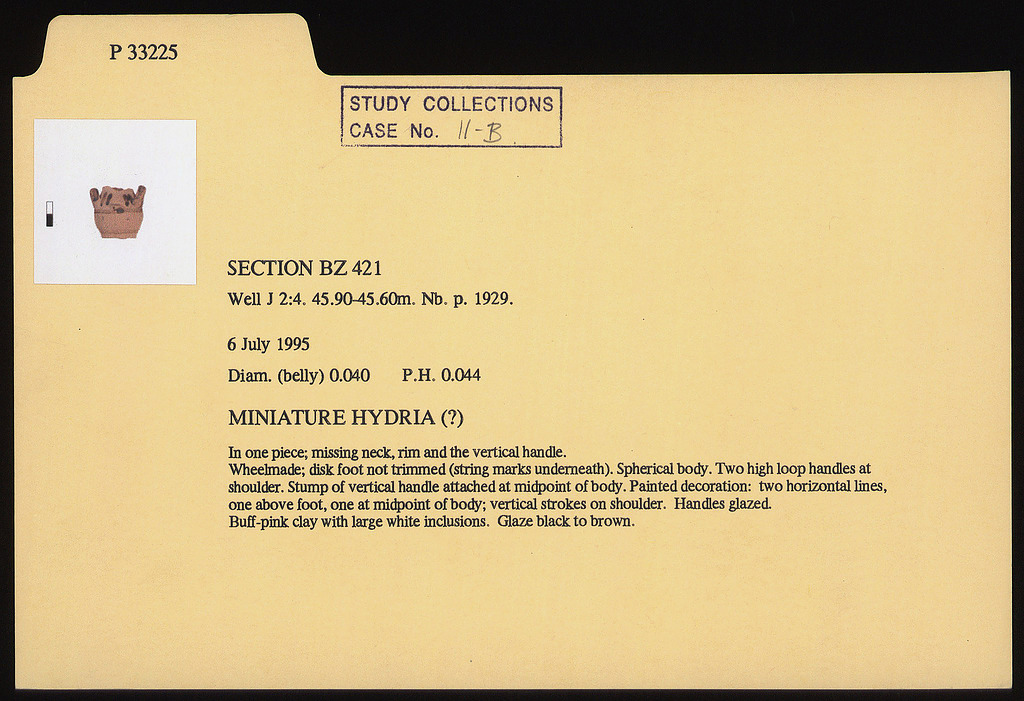 P 33225
STUDY COLLECTIONS
CASE No. 11-B
SECTION BZ 421
Well J 2:4. 45.90-45.60m. Nb. p. 1929.
6 July 1995
Diam. (belly) 0.040 P.H. 0.044
MINIATURE HYDRIA (?)
In one piece; missing neck, rim and the vertical handle.
Wheelmade; disk foot not trimmed (string marks underneath). Spherical body. Two high loop handles at
shoulder. Stump of vertical handle attached at midpoint of body. Painted decoration: two horizontal lines,
one above foot, one at midpoint of body; vertical strokes on shoulder. Handles glazed.
Buff-pink clay with large white inclusions. Glaze black to brown.